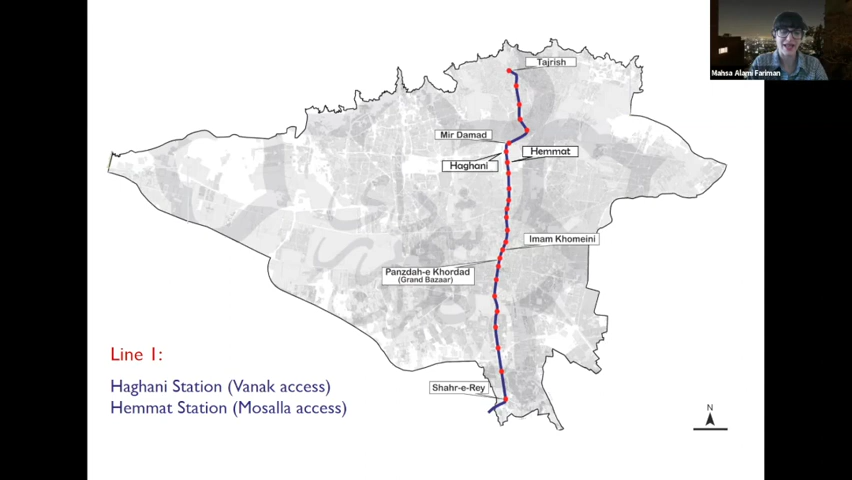 Mahsa Alami Fariman
Tajrish
Mir Damad
Hemmat
Haghani
Imam Khomeini
Panzdah-e Khordad
(Grand Bazaar)
Line 1:
Haghani Station (Vanak access)
Hemmat Station (Mosalla access)
Shahr-e-Rey
N